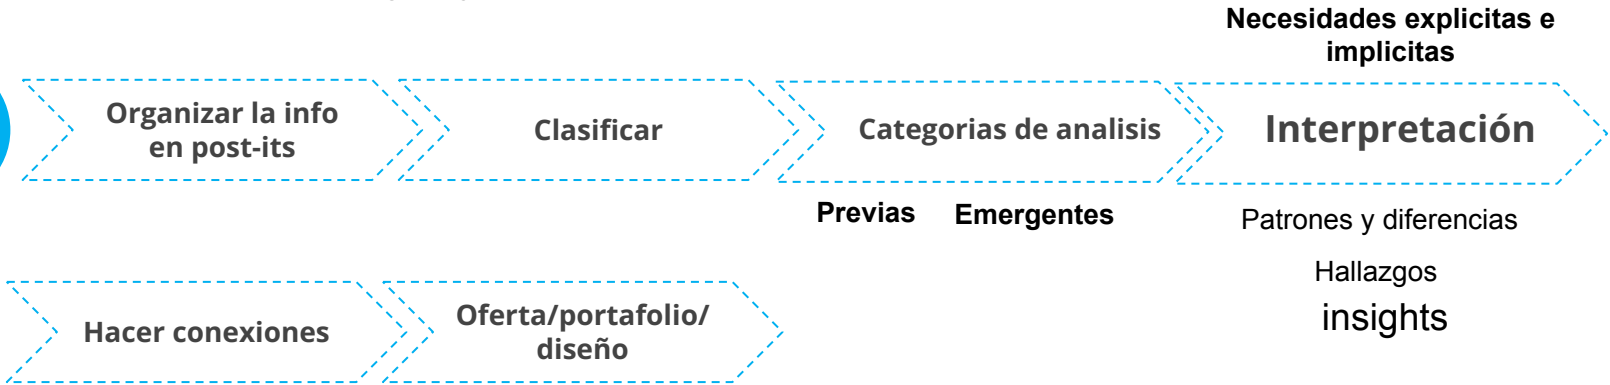 Necesidades explicitas e
implicitas
Organizar la info
en post-its
Clasificar
Categorias de analisis
Interpretación
Previas
Emergentes
Patrones y diferencias
Hallazgos
insights
Hacer conexiones
Oferta/portafolio/
diseño